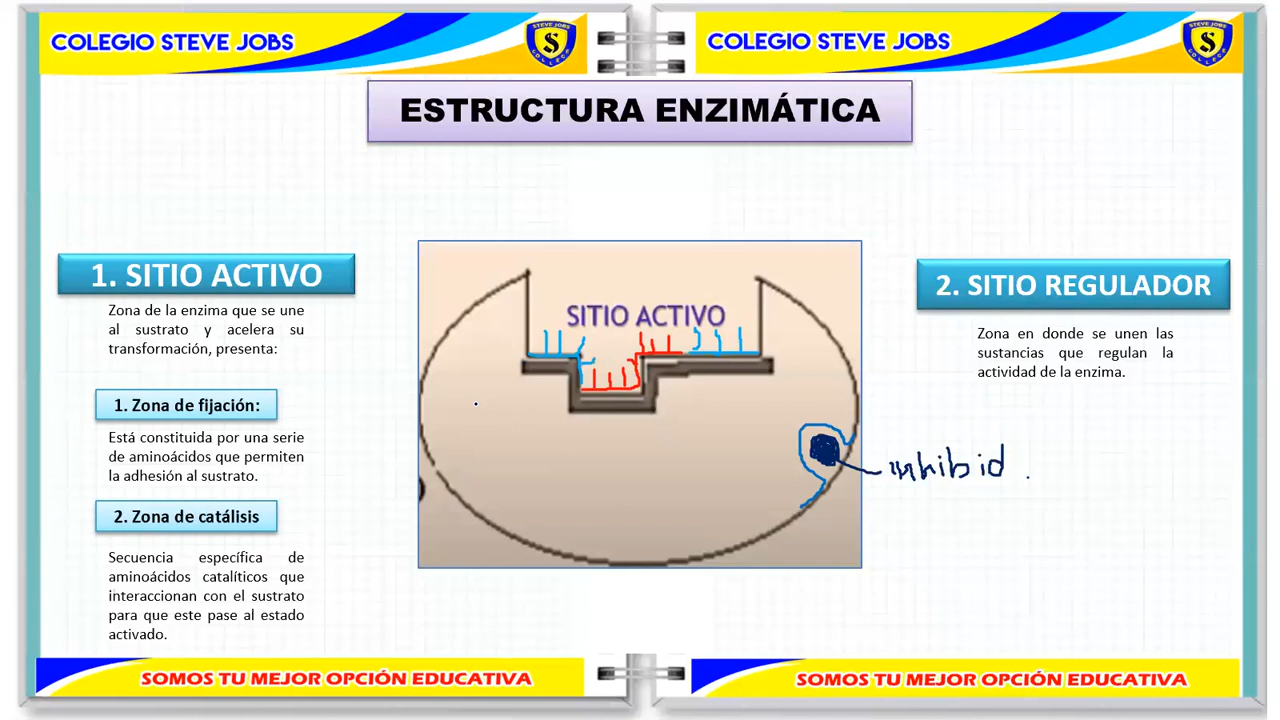 COLEGIO STEVE JOBS
S
COLLEGE
COLEGIO STEVE JOBS
S
COLLEGE
ESTRUCTURA ENZIMÁTICA
1. SITIO ACTIVO
Zona de la enzima que se une
al sustrato y acelera su
transformación, presenta:
1. Zona de fijación:
Está constituida por una serie
de aminoácidos que permiten
la adhesión al sustrato.
2. Zona de catálisis
Secuencia específica de
aminoácidos catalíticos que
interaccionan con el sustrato
para que este pase al estado
activado.
SITIO ACTIVO
inhibid
2. SITIO REGULADOR
Zona en donde se unen las
sustancias que regulan la
actividad de la enzima.
SOMOS TU MEJOR OPCIÓN EDUCATIVA
SOMOS TU MEJOR OPCIÓN EDUCATIVA